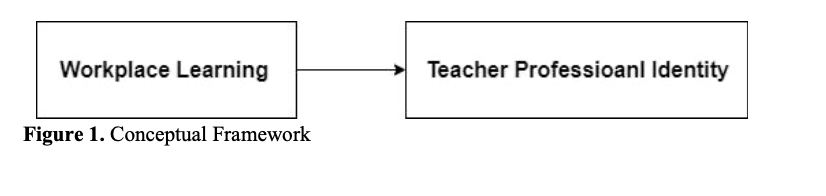 Workplace Learning
Teacher Professioanl Identity
Figure 1. Conceptual Framework